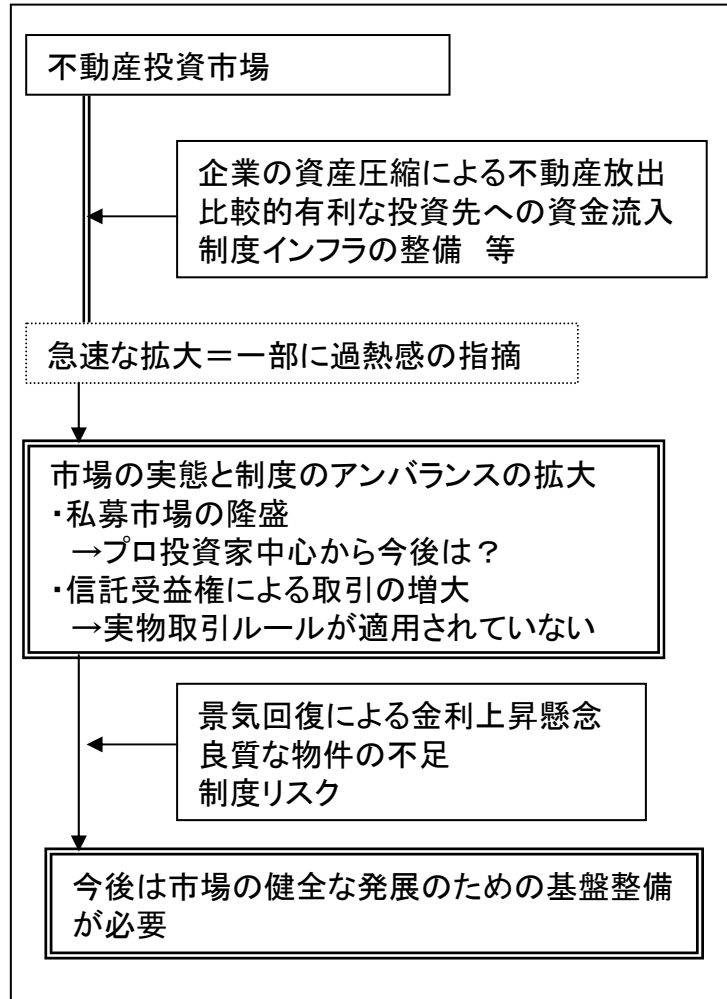 不動産投資市場
企業の資産圧縮による不動産放出
比較的有利な投資先への資金流入
制度インフラの整備　等
急速な拡大＝一部に過熱感の指摘
市場の実態と制度のアンバランスの拡大
・私募市場の隆盛
→プロ投資家中心から今後は？
・信託受益権による取引の増大
→実物取引ルールが適用されていない
景気回復による金利上昇懸念
良質な物件の不足
制度リスク
今後は市場の健全な発展のための基盤整備
が必要